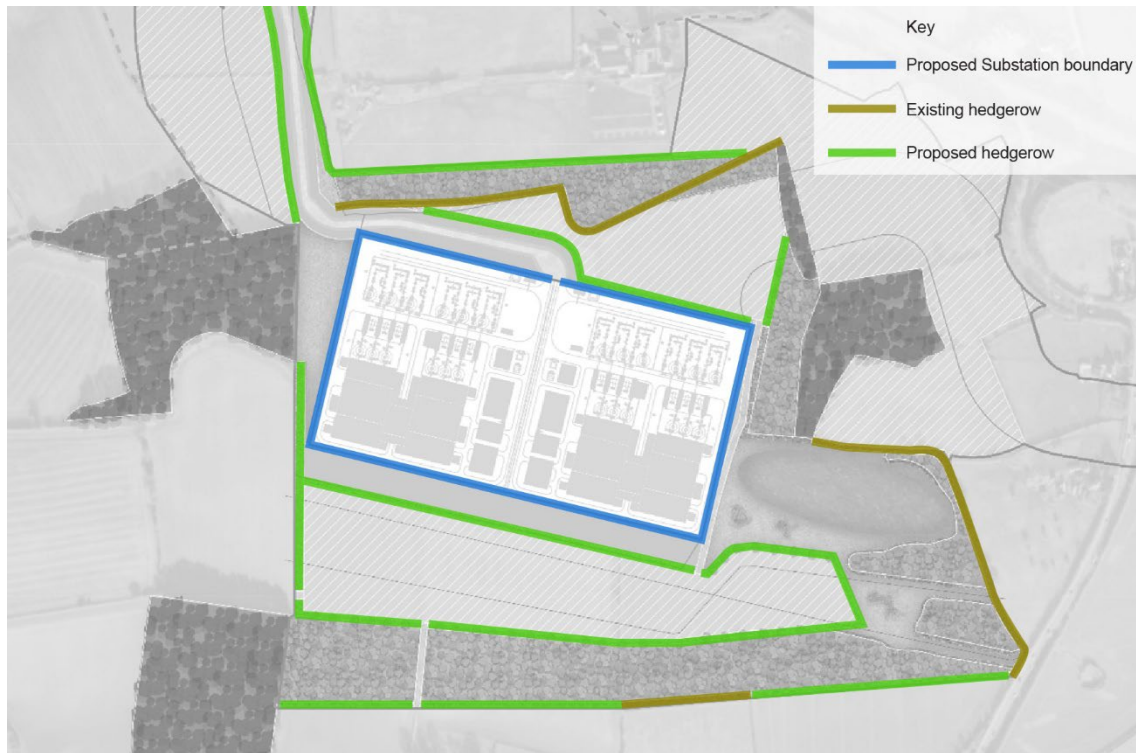 Key
Proposed Substation boundary
Existing hedgerow
Proposed hedgerow